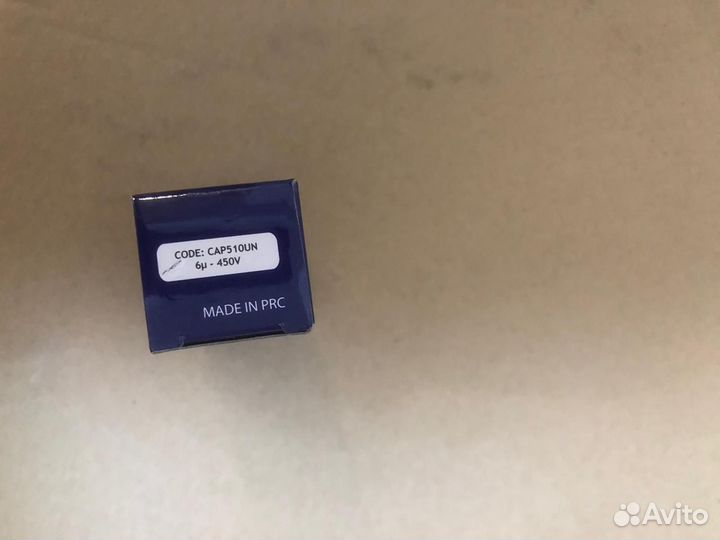 CODE: CAP510UN
6µ - 450V
MADE IN PRC
Avito